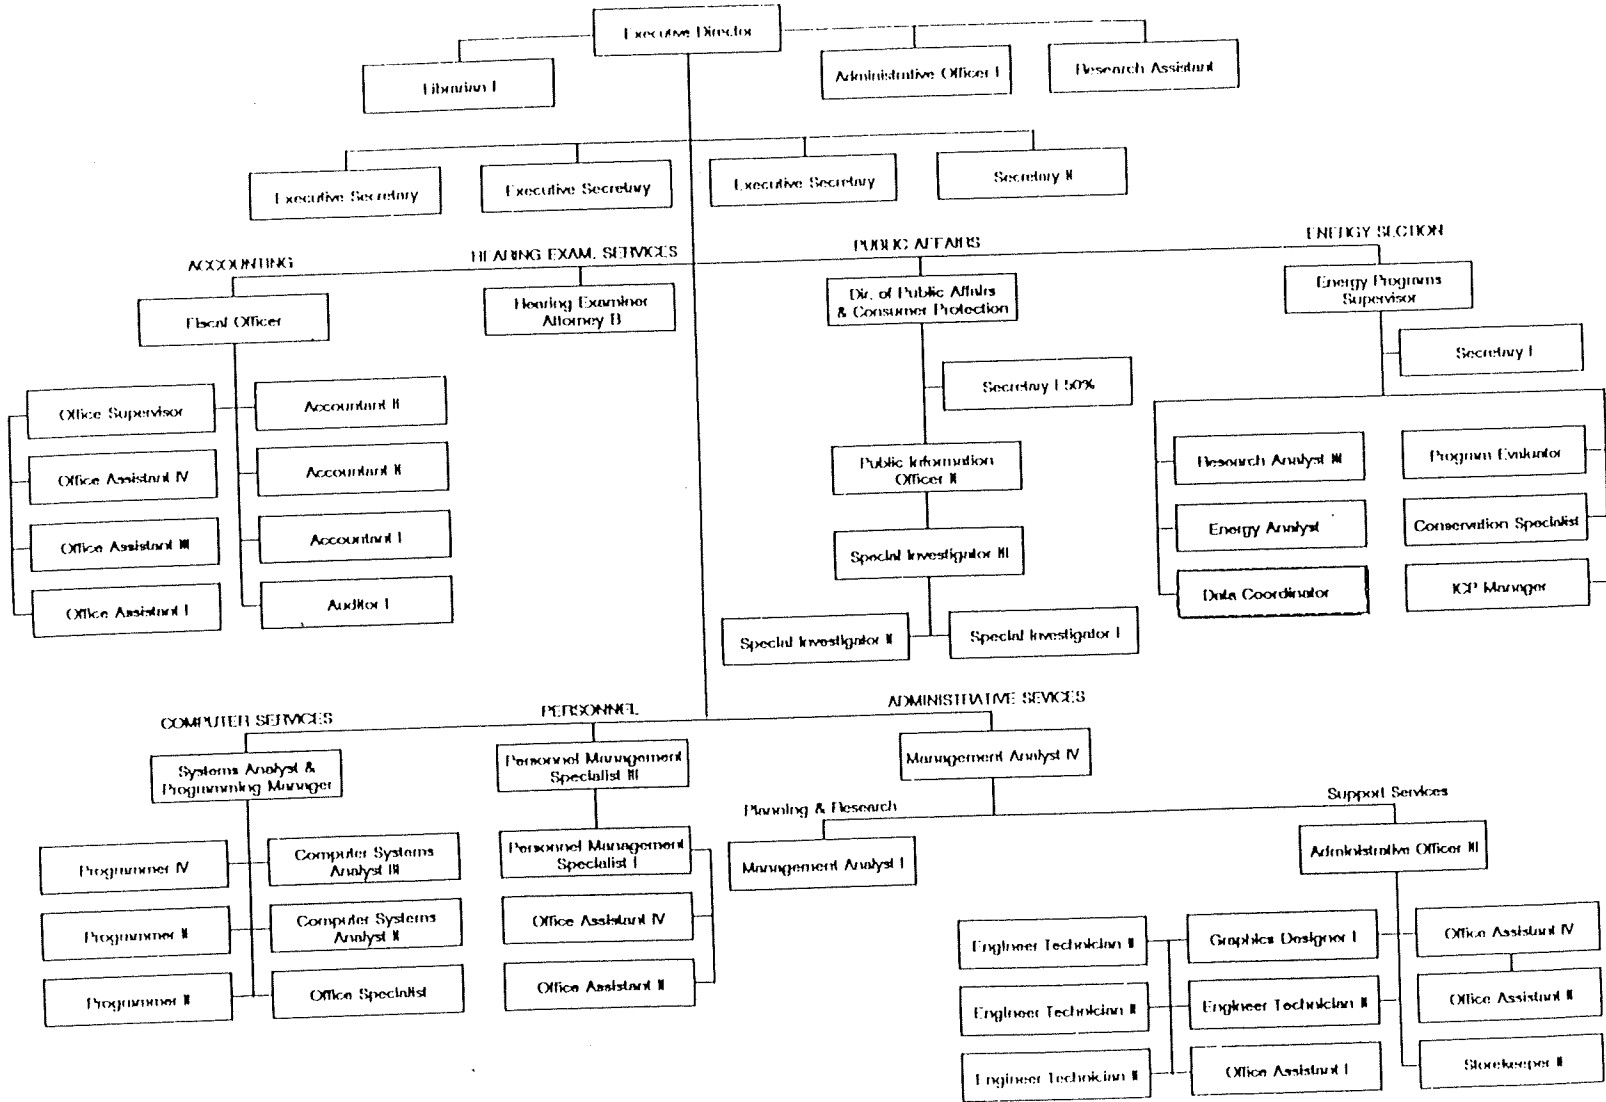 Executive Director
Librarian I
Administrative Officer I
Research Assistant
Executive Secretary
Executive Secretary
Executive Secretary
Secretary II
ACCOUNTING
HEARING EXAM. SERVICES
PUBLIC AFFAIRS
ENERGY SECTION
Fiscal Officer
Hearing Examiner
Attorney B
Dir. of Public Affairs
& Consumer Protection
Energy Programs
Supervisor
Office Supervisor
Office Assistant IV
Office Assistant III
Office Assistant I
Accountant II
Accountant II
Accountant I
Auditor I
Secretary I 50%
Public Information
Officer II
Special Investigator III
Special Investigator II
Special Investigator I
Secretary I
Research Analyst III
Energy Analyst
Data Coordinator
Program Evaluator
Conservation Specialist
ICP Manager
COMPUTER SERVICES
PERSONNEL
ADMINISTRATIVE SEVICES
Systems Analyst &
Programming Manager
Programmer IV
Programmer II
Programmer II
Computer Systems
Analyst III
Computer Systems
Analyst II
Office Specialist
Personnel Management
Specialist III
Personnel Management
Specialist I
Office Assistant IV
Office Assistant II
Management Analyst IV
Planning & Research
Management Analyst I
Support Services
Administrative Officer III
Engineer Technician II
Engineer Technician II
Engineer Technician II
Graphics Designer I
Engineer Technician II
Office Assistant I
Office Assistant IV
Office Assistant II
Storekeeper II